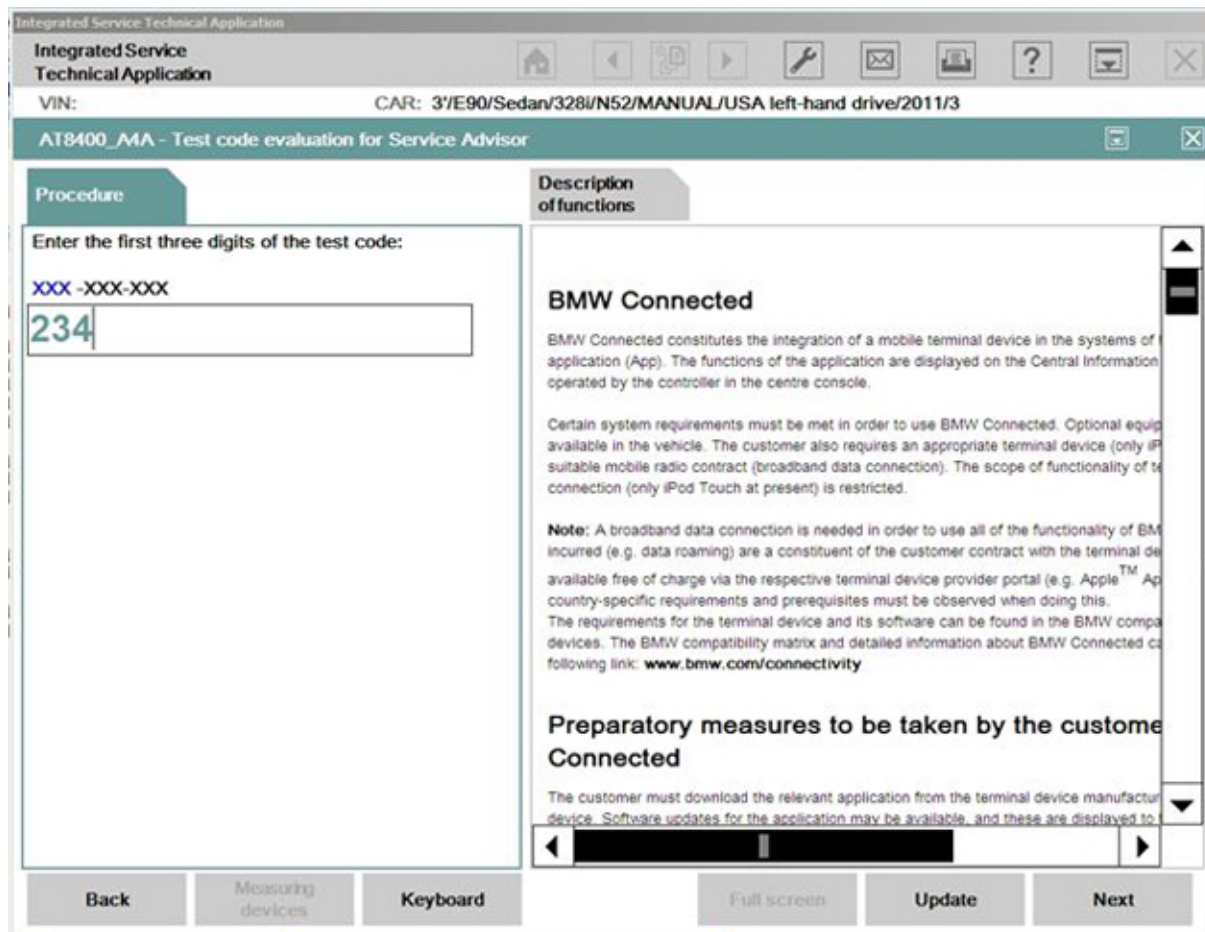 Integrated Service Technical Application
Integrated Service
Technical Application
VIN: CAR: 3'/E90/Sedan/328i/N52/MANUAL/USA left-hand drive/2011/3
AT8400_A4A - Test code evaluation for Service Advisor
Procedure
Enter the first three digits of the test code:
XXX -XXX-XXX
234
Description
of functions
BMW Connected
BMW Connected constitutes the integration of a mobile terminal device in the systems of
application (App). The functions of the application are displayed on the Central Information
operated by the controller in the centre console.
Certain system requirements must be met in order to use BMW Connected. Optional equip
available in the vehicle. The customer also requires an appropriate terminal device (only iP
suitable mobile radio contract (broadband data connection). The scope of functionality of te
connection (only iPod Touch at present) is restricted.
Note: A broadband data connection is needed in order to use all of the functionality of BM
incurred (e.g. data roaming) are a constituent of the customer contract with the terminal de
available free of charge via the respective terminal device provider portal (e.g. Apple™ Ap
country-specific requirements and prerequisites must be observed when doing this.
The requirements for the terminal device and its software can be found in the BMW compa
devices. The BMW compatibility matrix and detailed information about BMW Connected ca
following link: www.bmw.com/connectivity
Preparatory measures to be taken by the custome
Connected
The customer must download the relevant application from the terminal device manufactur
device. Software updates for the application may be available, and these are displayed to
Back
Measuring
devices
Keyboard
Full screen
Update
Next